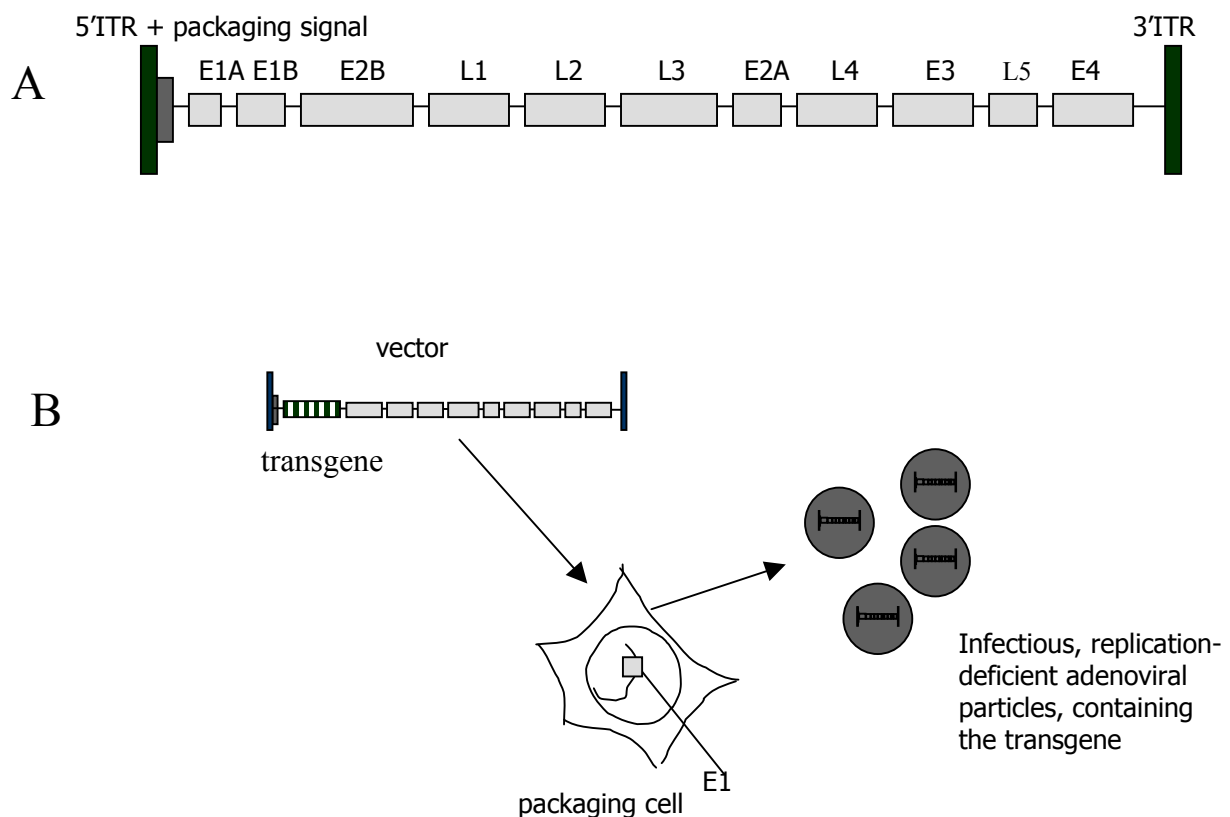 5'ITR + packaging signal
3'ITR
A
E1A E1B E2B L1 L2 L3 E2A L4 E3 L5 E4
vector
B
transgene
Infectious, replication-
deficient adenoviral
particles, containing
the transgene
E1
packaging cell